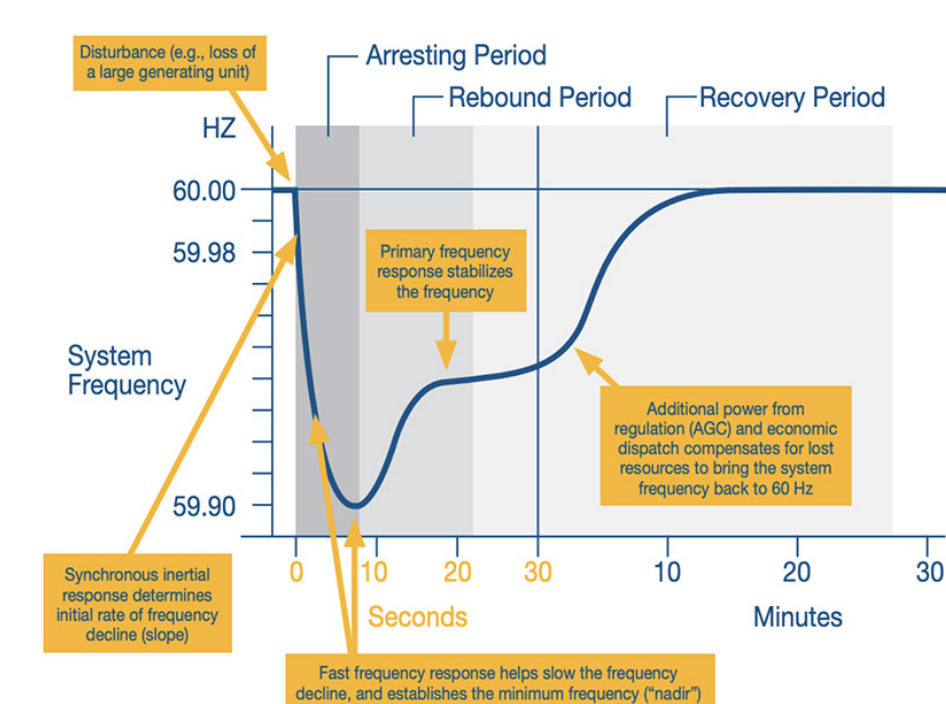 Disturbance (e.g., loss of
a large generating unit)
Arresting Period
Rebound Period
Recovery Period
HZ
60.00
59.98
59.90
System
Frequency
Primary frequency
response stabilizes
the frequency
Additional power from
regulation (AGC) and economic
dispatch compensates for lost
resources to bring the system
frequency back to 60 Hz
Synchronous inertial
response determines
initial rate of frequency
decline (slope)
0 10 20 30 10 20 30
Seconds
Minutes
Fast frequency response helps slow the frequency
decline, and establishes the minimum frequency (“nadir”)